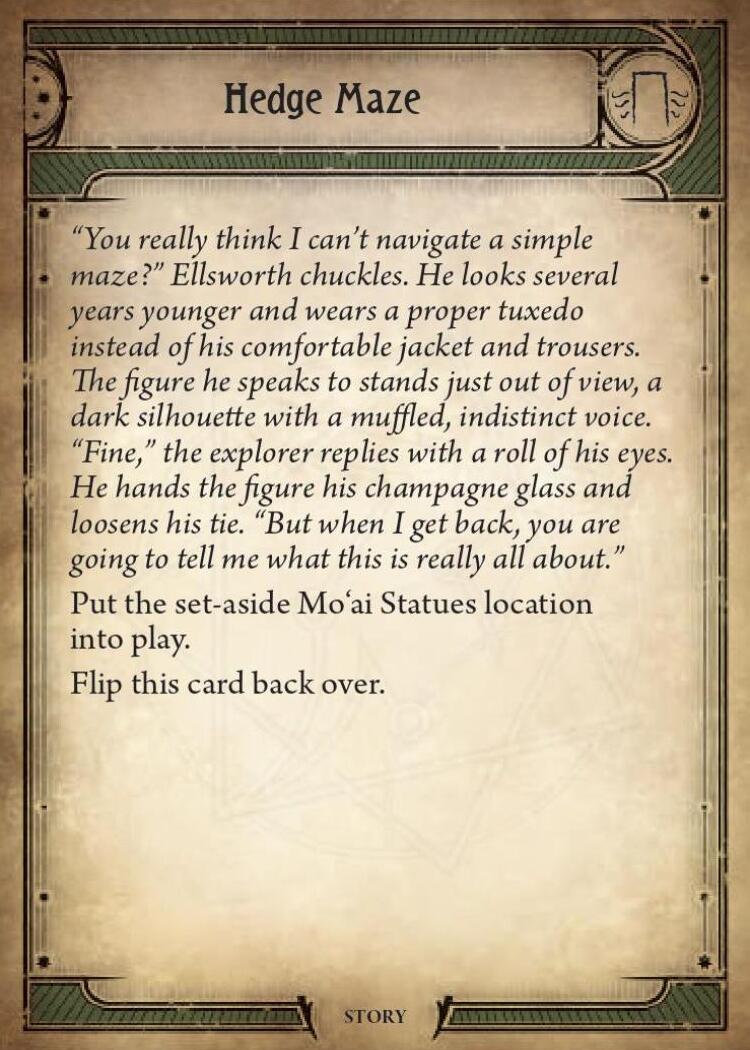 Hedge Maze
“You really think I can’t navigate a simple
maze?” Ellsworth chuckles. He looks several
years younger and wears a proper tuxedo
instead of his comfortable jacket and trousers.
The figure he speaks to stands just out of view, a
dark silhouette with a muffled, indistinct voice.
“Fine,” the explorer replies with a roll of his eyes.
He hands the figure his champagne glass and
loosens his tie. “But when I get back, you are
going to tell me what this is really all about.”
Put the set-aside Mo‘ai Statues location
into play.
Flip this card back over.
STORY